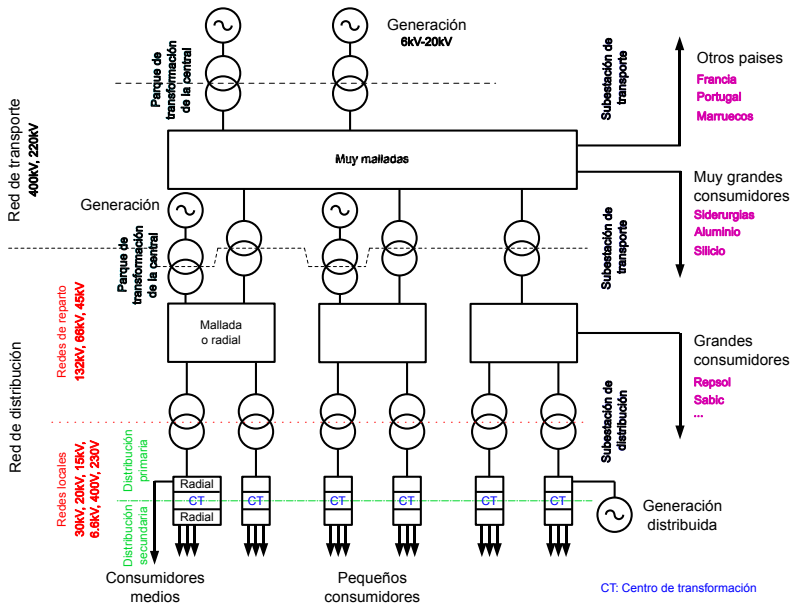 Generación
6kV-20kV
Parque de
transformación
de la central
Subestación de
transporte
Otros paises
Francia
Portugal
Marruecos
Red de transporte
400kV, 220kV
Muy malladas
Muy grandes
consumidores
Siderurgias
Aluminio
Silicio
Generación
Parque de
transformación
de la central
Subestación de
transporte
Red de distribución
Redes de reparto
132kV, 66kV, 45kV
Mallada
o radial
Grandes
consumidores
Repsol
Sabic
...
Subestación de
distribución
Redes locales
30kV, 20kV, 15kV,
6.6kV, 400V, 230V
Distribución
primaria
Distribución
secundaria
Radial
CT
Radial
CT
CT
CT
CT
CT
Generación
distribuida
Consumidores
medios
Pequeños
consumidores
CT: Centro de transformación